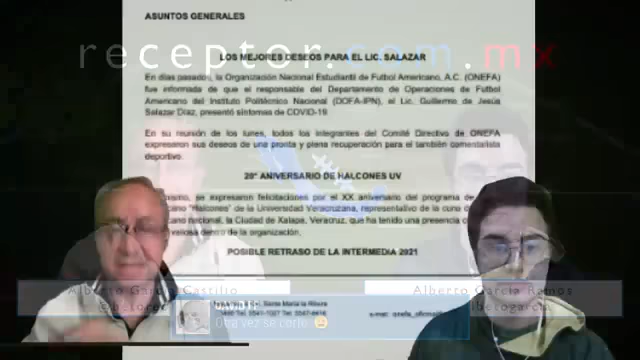 ASUNTOS GENERALES
receptor.com.mx
LOS MEJORES DESEOS PARA EL LIC. SALAZAR
En días pasados, la Organización Nacional Estudiantil de Futbol Americano, A.C. (ONEFA)
fue informada de que el responsable del Departamento de Operaciones de Futbol
Americano del Instituto Politécnico Nacional (DOFA-IPN), el Lic. Guillermo de Jesús
Salazar Díaz, presentó síntomas de COVID-19.
En su reunión de los lunes, todos los integrantes del Comité Directivo de ONEFA
expresaron sus deseos de una pronta y plena recuperación para el también comentarista
deportivo.
20° ANIVERSARIO DE HALCONES UV
mismo, se expresaron felicitaciones por el XX aniversario del programa de
cano "Halcones" de la Universidad Veracruzana, representativo de la cuna d
cano nacional, la Ciudad de Xalapa, Veracruz, que ha tenido una presencia c
dentro de la organización.
POSIBLE RETRASO DE LA INTERMEDIA 2021
Alberto García Castillo
Alberto García Ramos
Santa María la Ribera
Otra vez se cortó